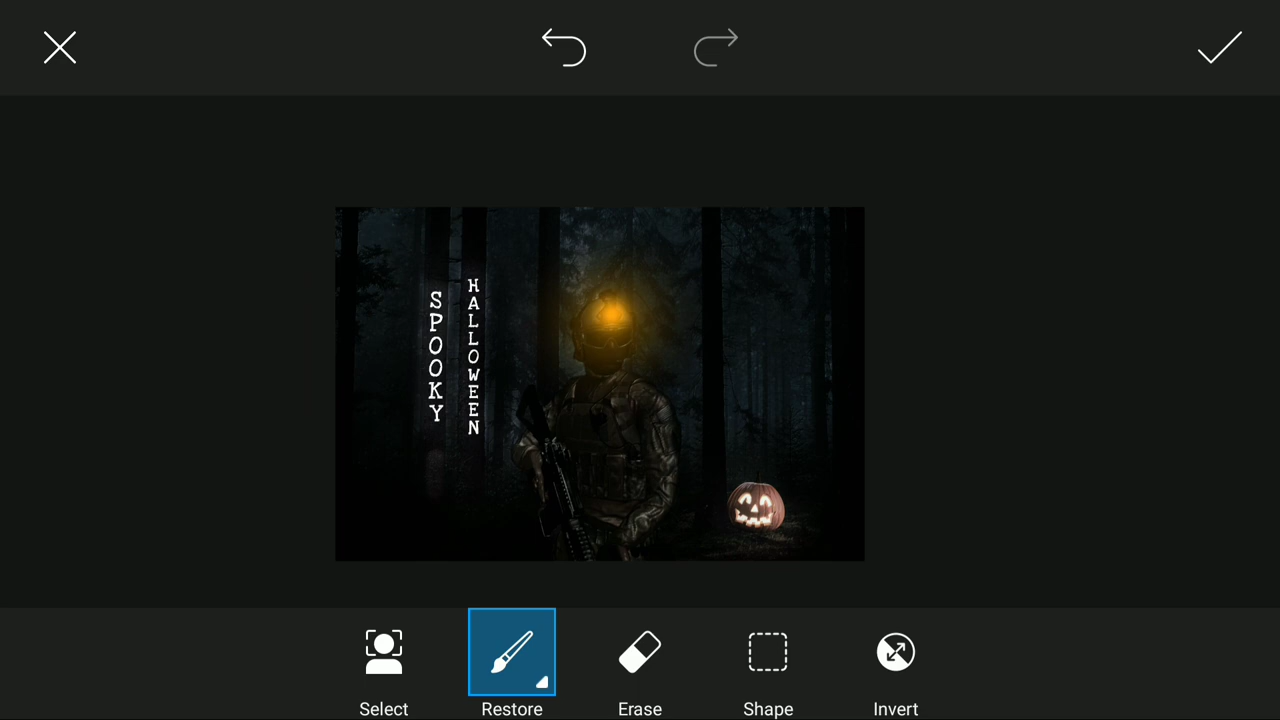 SPOOKY
HALLOWEEN
Select
Restore
Erase
Shape
Invert